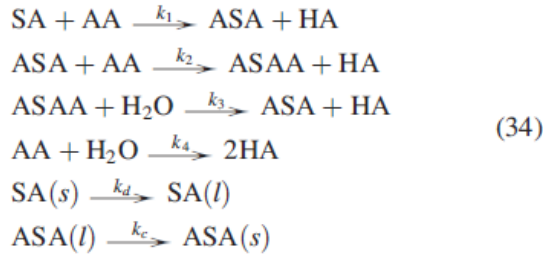 SA + AA —k₁→ ASA + HA
ASA + AA —k₂→ ASAA + HA
ASAA + H₂O —k₃→ ASA + HA
(34)
AA + H₂O —k₄→ 2HA
SA(s) —k_d→ SA(l)
ASA(l) —k_c→ ASA(s)